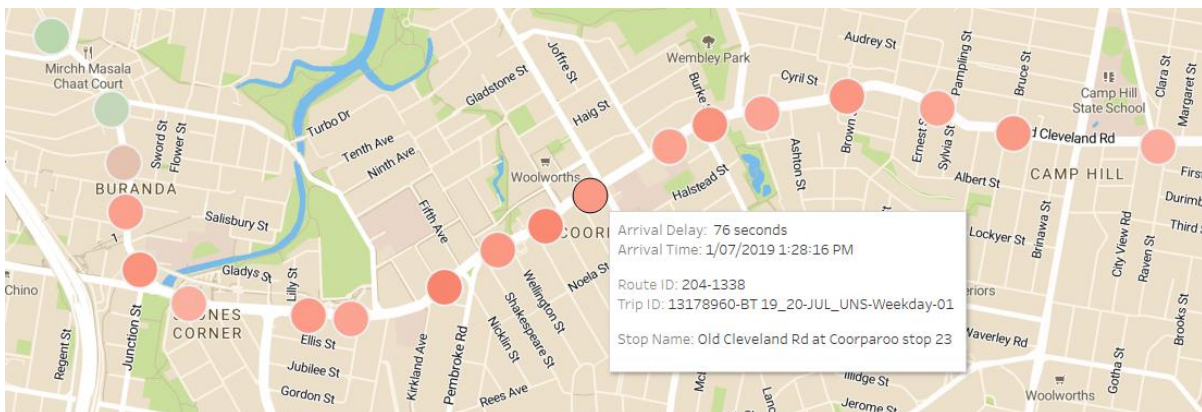 Mirchh Masala
Chaat Court
Sword St
Flower St
BURANDA
Salisbury St
Turbo Dr
Tenth Ave
Ninth Ave
Fifth Ave
Gladys St
Lilly St
Chino
CORNER
Ellis St
Jubilee St
Gordon St
Regent St
Junction St
Kirkland Ave
Pembroke Rd
Rees Ave
Nicklin St
Shakespeare St
Wellington St
Noela St
Gladstone St
Joffre St
Haig St
Woolworths
Halstead St
Wembley Park
Audrey St
Cyril St
Ashton St
Ernest S
Sylvia St
Pampling St
Bruce St
Camp Hill
State School
Clara St
Margaret St
d Cleveland Rd
CAMP HILL
Albert St
Lockyer St
Brinawa St
City View Rd
Raven St
First
Durimb
Third
Brooks St
Waverley Rd
Gotha St
Woolworths
Jerome St
Arrival Delay: 76 seconds
Arrival Time: 1/07/2019 1:28:16 PM
Route ID: 204-1338
Trip ID: 13178960-BT 19_20-JUL_UNS-Weekday-01
Stop Name: Old Cleveland Rd at Coorparoo stop 23